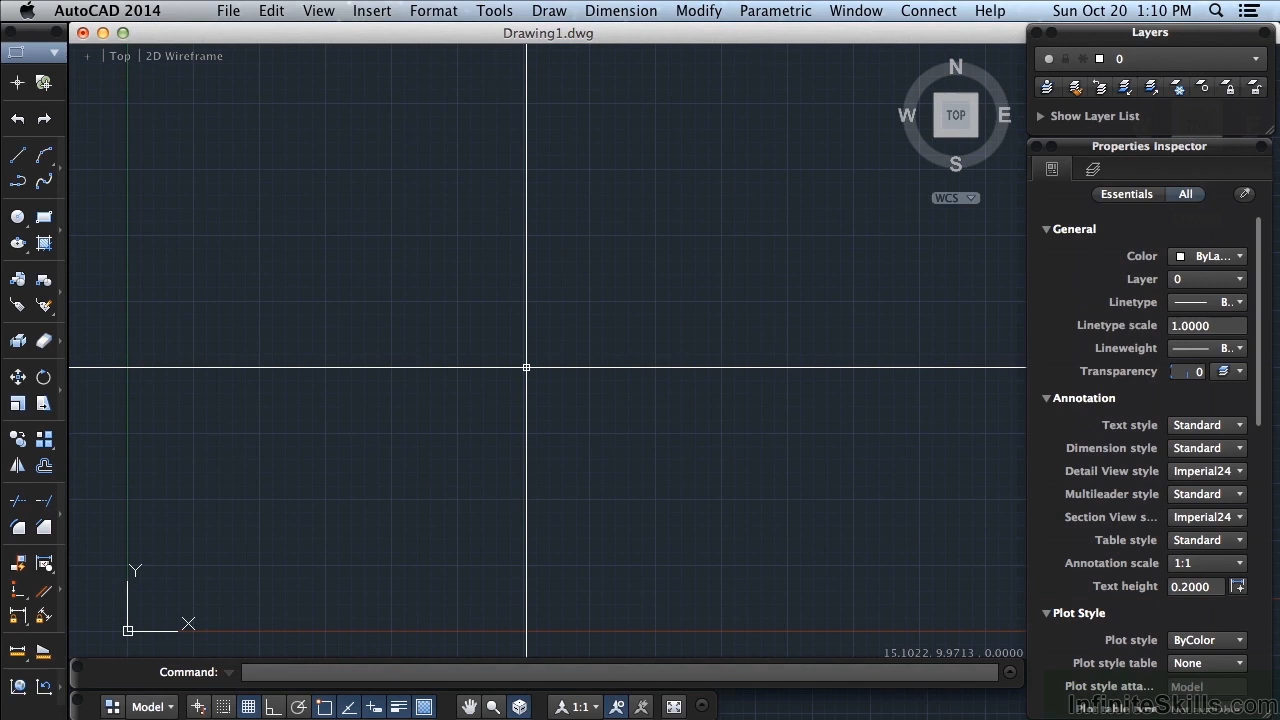 AutoCAD 2014 File Edit View Insert Format Tools Draw Dimension Modify Parametric Window Connect Help Sun Oct 20 1:10 PM
Drawing1.dwg
+ Top 2D Wireframe
N
W TOP E
S
WCS
Y
X
15.1022, 9.9713 , 0.0000
Command:
Model 1:1
Layers
0
Show Layer List
Properties Inspector
Essentials All
General
Color ByLa...
Layer 0
Linetype B..
Linetype scale 1.0000
Lineweight B..
Transparency 0
Annotation
Text style Standard
Dimension style Standard
Detail View style Imperial24
Multileader style Standard
Section View s... Imperial24
Table style Standard
Annotation scale 1:1
Text height 0.2000
Plot Style
Plot style ByColor
Plot style table None
Plot style atta... Model
InfiniteSkills.com